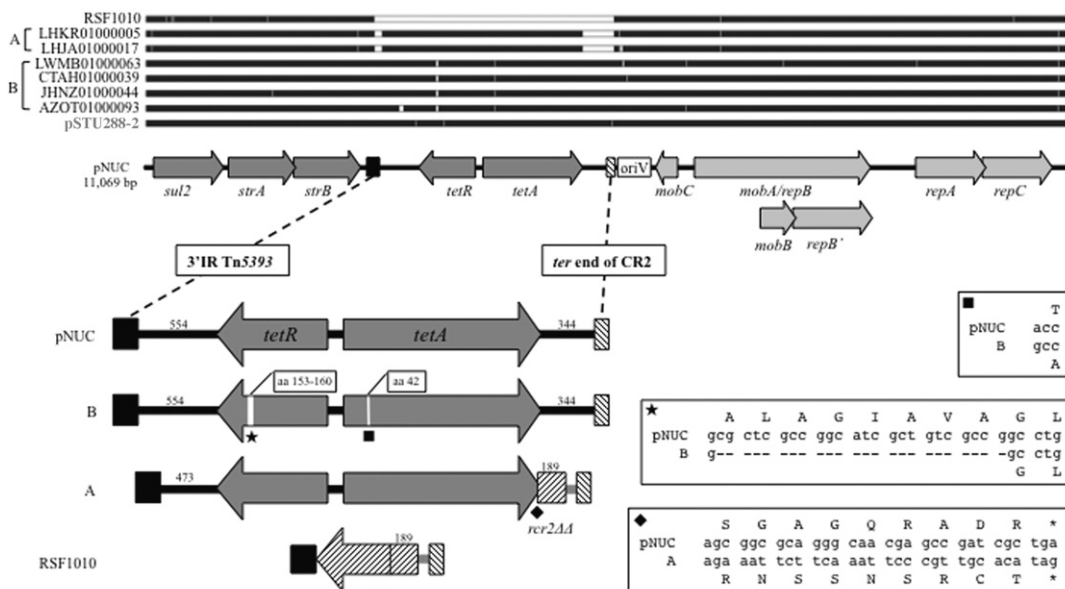 RSF1010
A
LHKR01000005
LHJA01000017
B
LWMB01000063
CTAH01000039
JHNZ01000044
AZOT01000093
pSTU288-2
pNUC
11,069 bp
sul2 strA strB tetR tetA oriV mobC mobA/repB repA repC
mobB repB'
3'IR Tn5393
ter end of CR2
pNUC 554 tetR tetA 344
B 554 aa 153-160 aa 42 344
★ ■
A 473 189
◆ rcr2ΔΔ
RSF1010 189
■
T
pNUC acc
B gcc
A
★
A L A G I A V A G L
pNUC gcg ctc gcc ggc atc gct gtc gcc ggc ctg
B g-- --- --- --- --- --- --- --- -gc ctg
G L
◆
S G A G Q R A D R *
pNUC agc ggc gca ggg caa cga gcc gat cgc tga
A aga aat tct tca aat tcc cgt tgc aca tag
R N S S N S R C T *